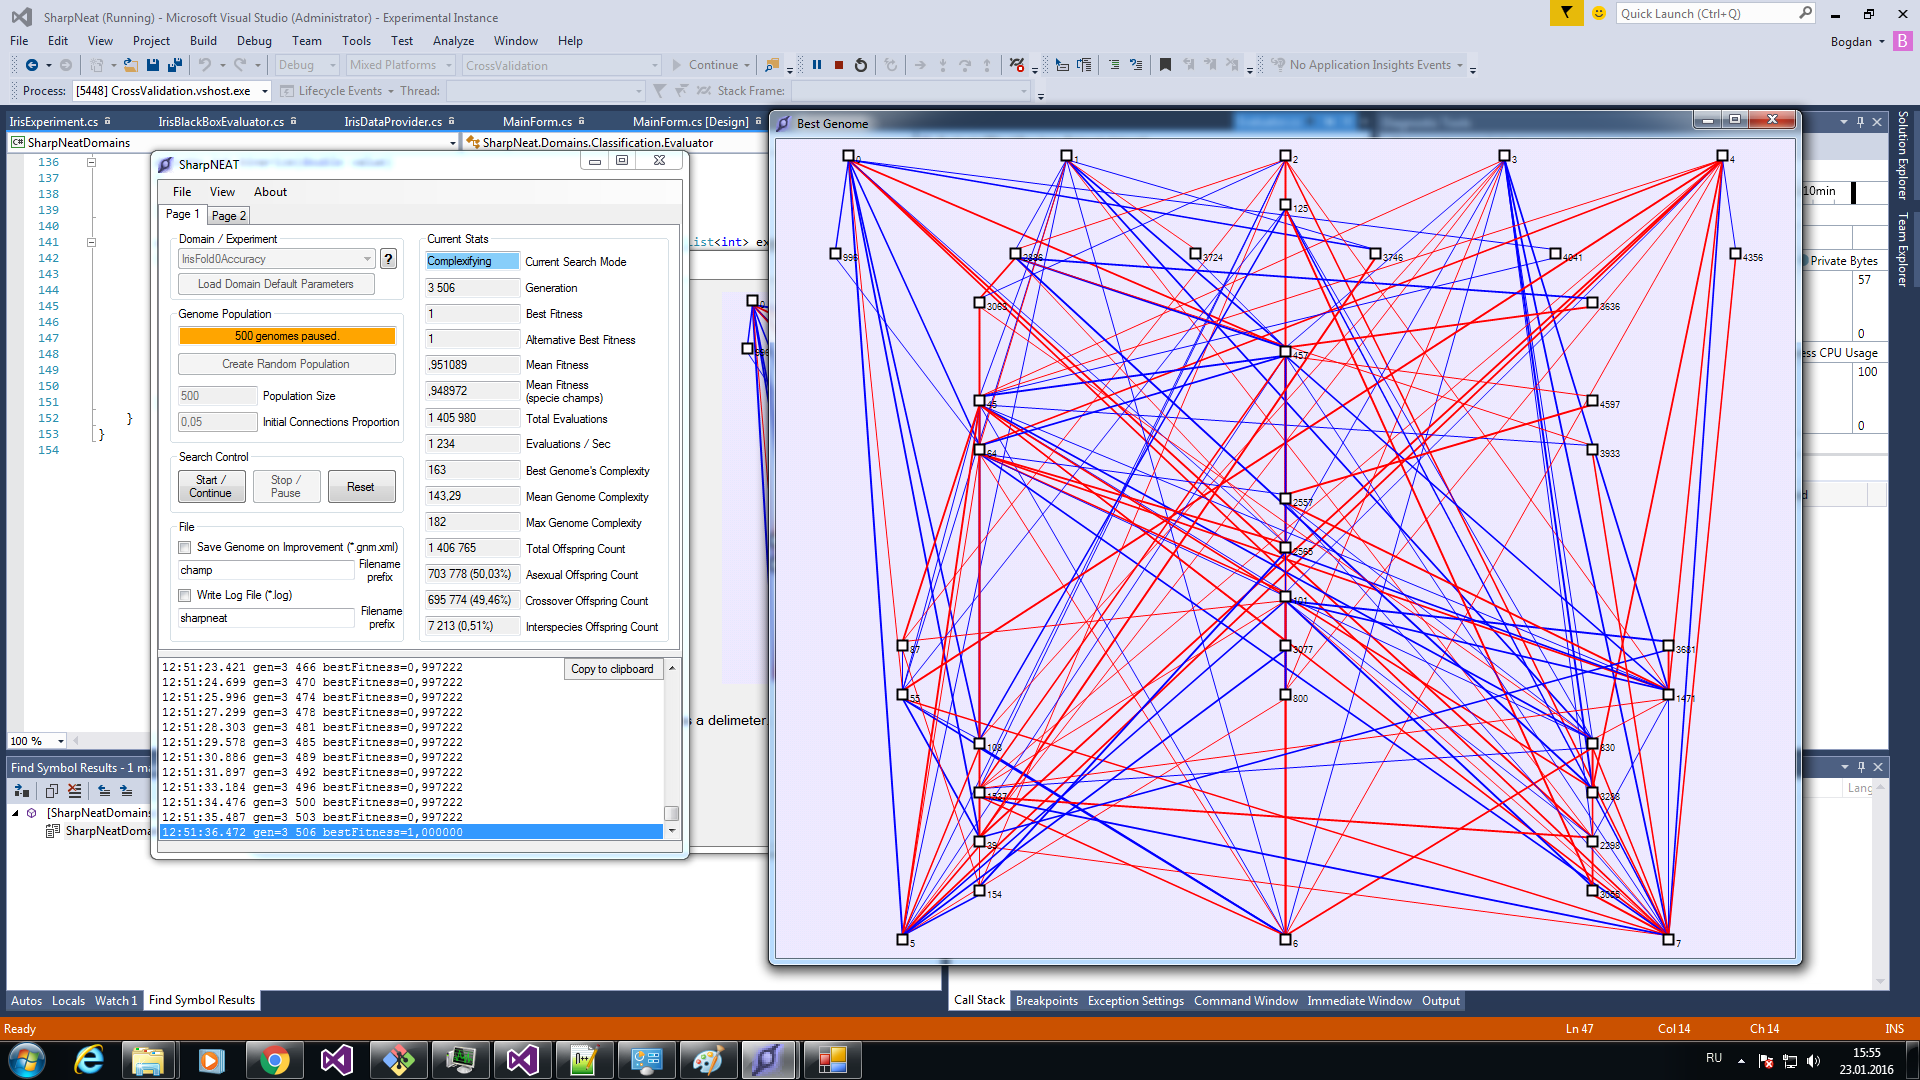 SharpNeat (Running) - Microsoft Visual Studio (Administrator) - Experimental Instance
Quick Launch (Ctrl+Q)
File Edit View Project Build Debug Team Tools Test Analyze Window Help
Bogdan B
Debug Mixed Platforms CrossValidation Continue No Application Insights Events
Process: [5448] CrossValidation.vshost.exe Lifecycle Events Thread: Stack Frame:
IrisExperiment.cs IrisBlackBoxEvaluator.cs IrisDataProvider.cs MainForm.cs MainForm.cs [Design]
C# SharpNeatDomains SharpNeat.Domains.Classification.Evaluator
136
137
138
139
140
141 List<int> ex
142
143
144
145
146
147
148
149
150
151
152 }
153 }
154
100 %
s a delimeter
SharpNEAT
File View About
Page 1 Page 2
Domain / Experiment
IrisFold0Accuracy ?
Load Domain Default Parameters
Genome Population
500 genomes paused.
Create Random Population
500 Population Size
0,05 Initial Connections Proportion
Search Control
Start / Continue
Stop / Pause
Reset
File
Save Genome on Improvement (*.gnm.xml)
champ Filename prefix
Write Log File (*.log)
sharpneat Filename prefix
Current Stats
Complexifying Current Search Mode
3 506 Generation
1 Best Fitness
1 Alternative Best Fitness
,951089 Mean Fitness
,948972 Mean Fitness (specie champs)
1 405 980 Total Evaluations
1 234 Evaluations / Sec
163 Best Genome's Complexity
143,29 Mean Genome Complexity
182 Max Genome Complexity
1 406 765 Total Offspring Count
703 778 (50,03%) Asexual Offspring Count
695 774 (49,46%) Crossover Offspring Count
7 213 (0,51%) Interspecies Offspring Count
Copy to clipboard
12:51:23.421 gen=3 466 bestFitness=0,997222
12:51:24.699 gen=3 470 bestFitness=0,997222
12:51:25.996 gen=3 474 bestFitness=0,997222
12:51:27.299 gen=3 478 bestFitness=0,997222
12:51:28.303 gen=3 481 bestFitness=0,997222
12:51:29.578 gen=3 485 bestFitness=0,997222
12:51:30.886 gen=3 489 bestFitness=0,997222
12:51:31.897 gen=3 492 bestFitness=0,997222
12:51:33.184 gen=3 496 bestFitness=0,997222
12:51:34.476 gen=3 500 bestFitness=0,997222
12:51:35.487 gen=3 503 bestFitness=0,997222
12:51:36.472 gen=3 506 bestFitness=1,000000
Best Genome
0 1 2 3 4
125
996 2886 3724 3746 4041 4356
3063 3636
457
45 4597
64 3933
2557
2565
101
87 3077 3681
55 800 1471
103 830
1527 3288
39 2298
154
5 6 7
Solution Explorer
Team Explorer
10min
Private Bytes
57
0
ess CPU Usage
100
0
Find Symbol Results - 1 ma
[SharpNeatDomains
SharpNeatDoma
Lang
Autos Locals Watch 1 Find Symbol Results
Call Stack Breakpoints Exception Settings Command Window Immediate Window Output
Ready Ln 47 Col 14 Ch 14 INS
RU 15:55
23.01.2016